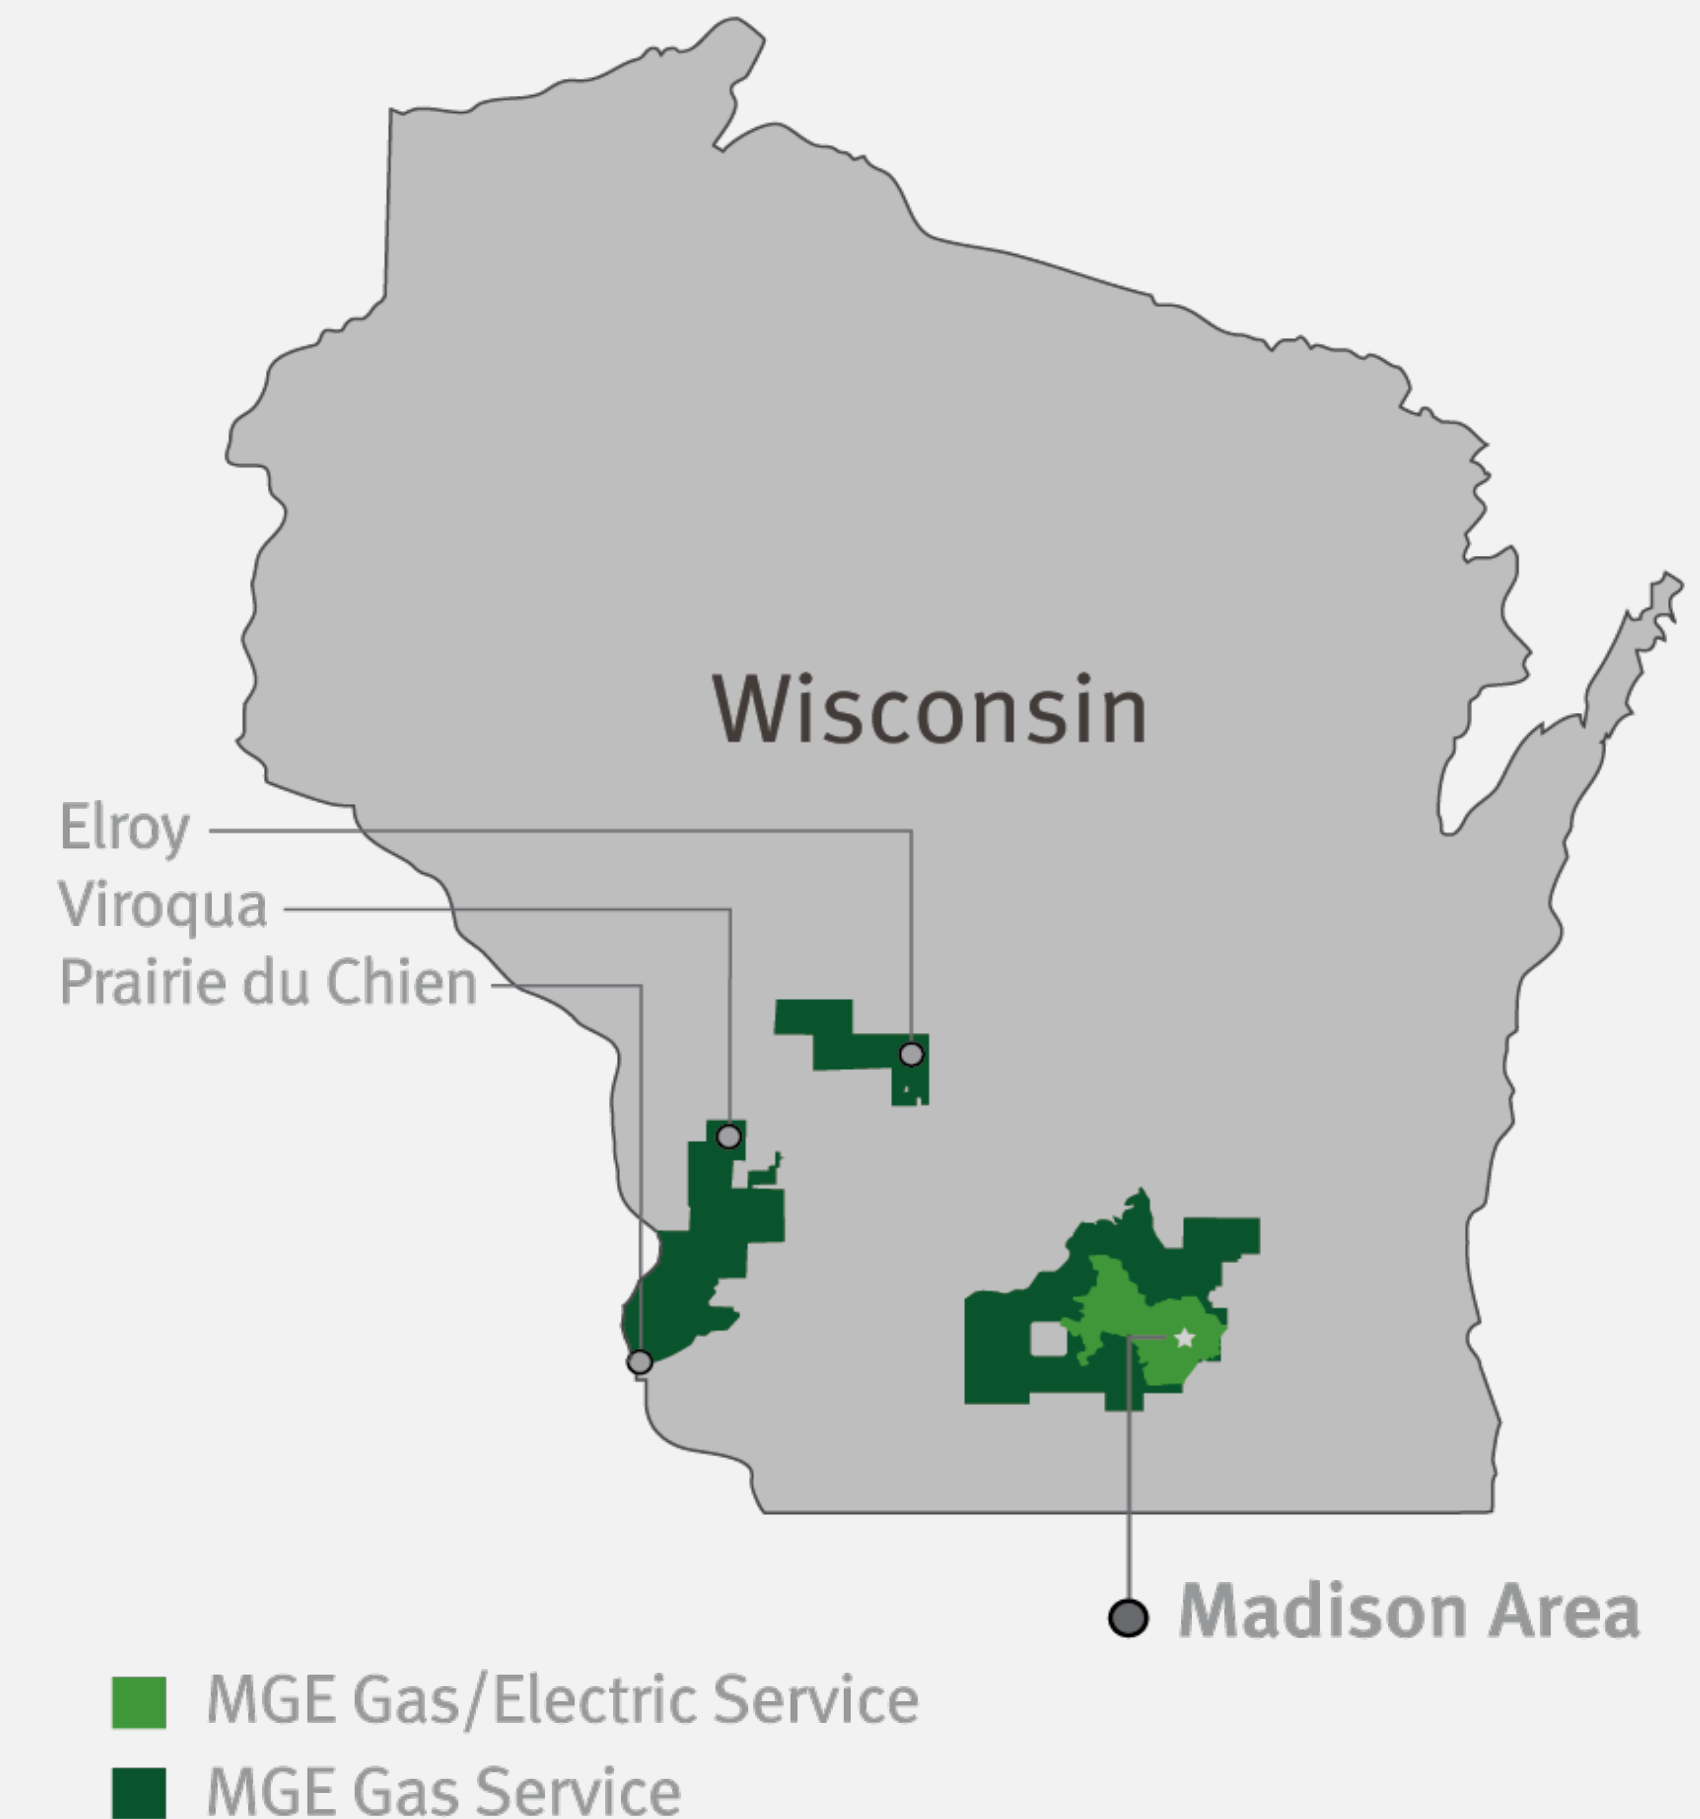 Wisconsin
Elroy
Viroqua
Prairie du Chien
Madison Area
MGE Gas/Electric Service
MGE Gas Service